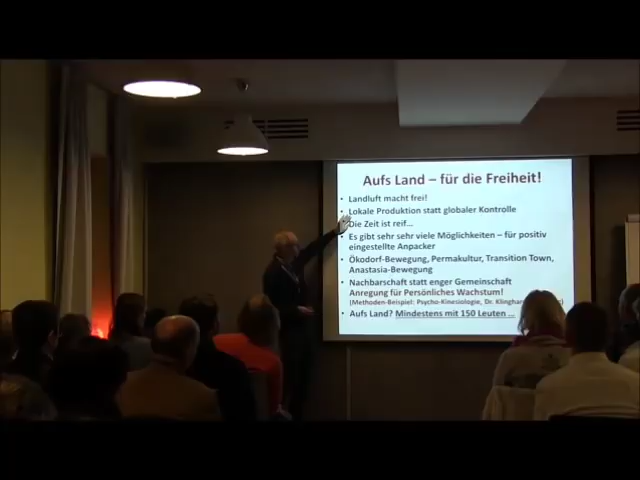 Aufs Land – für die Freiheit!
• Landluft macht frei!
• Lokale Produktion statt globaler Kontrolle
• Die Zeit ist reif...
• Es gibt sehr sehr viele Möglichkeiten – für positiv
eingestellte Anpacker
• Ökodorf-Bewegung, Permakultur, Transition Town,
Anastasia-Bewegung
• Nachbarschaft statt enger Gemeinschaft
Anregung für Persönliches Wachstum!
(Methoden-Beispiel: Psycho-Kinesiologie, Dr. Klinghar
• Aufs Land? Mindestens mit 150 Leuten ...